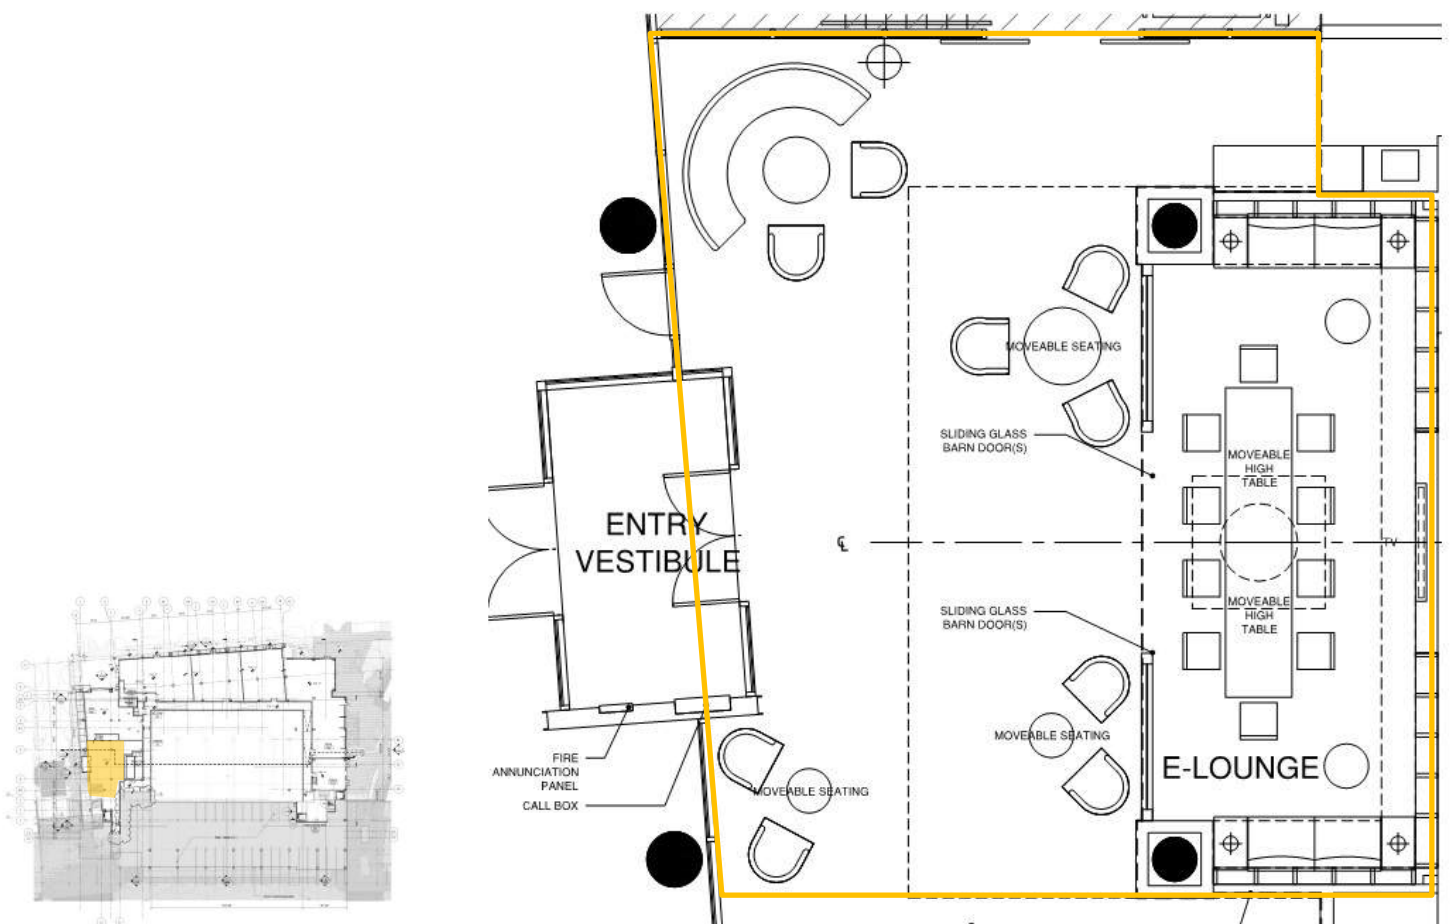 MOVEABLE SEATING
SLIDING GLASS
BARN DOOR(S)
MOVEABLE
HIGH
TABLE
ENTRY
VESTIBULE
℄
TV
SLIDING GLASS
BARN DOOR(S)
MOVEABLE
HIGH
TABLE
MOVEABLE SEATING
E-LOUNGE
FIRE
ANNUNCIATION
PANEL
CALL BOX
MOVEABLE SEATING